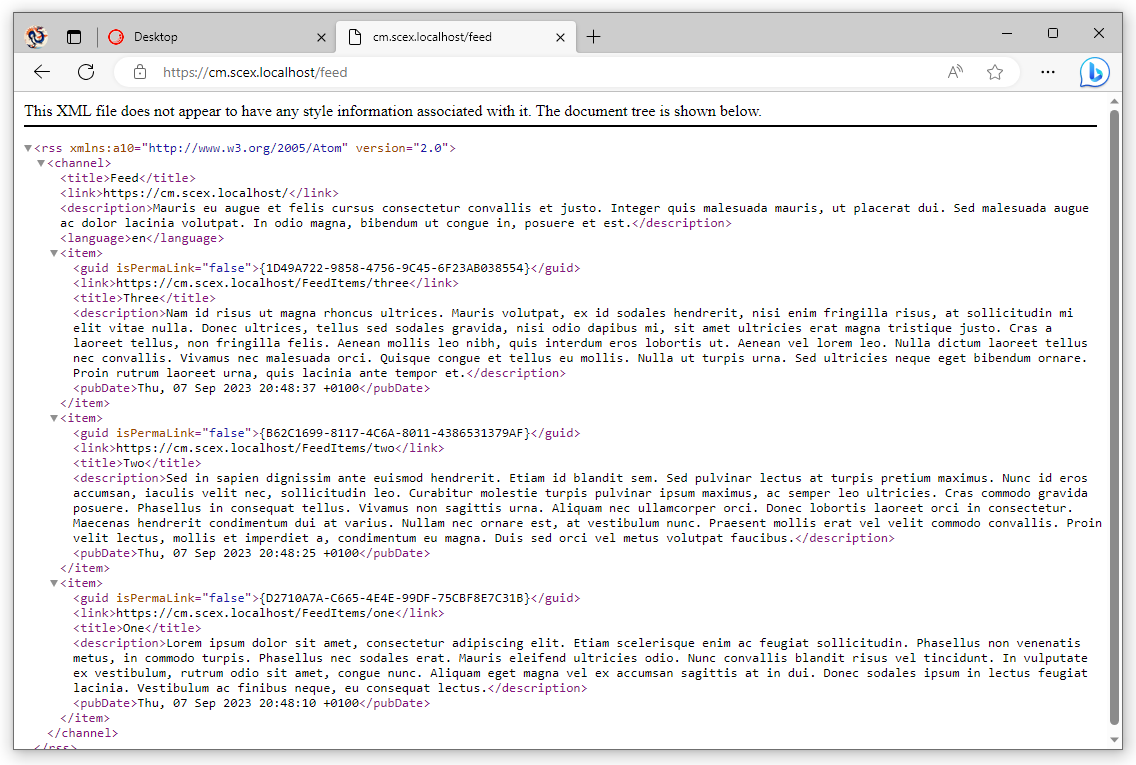 Desktop
cm.scex.localhost/feed
https://cm.scex.localhost/feed
This XML file does not appear to have any style information associated with it. The document tree is shown below.
<rss xmlns:a10="http://www.w3.org/2005/Atom" version="2.0">
<channel>
<title>Feed</title>
<link>https://cm.scex.localhost/</link>
<description>Mauris eu augue et felis cursus consectetur convallis et justo. Integer quis malesuada mauris, ut placerat dui. Sed malesuada augue
ac dolor lacinia volutpat. In odio magna, bibendum ut congue in, posuere et est.</description>
<language>en</language>
<item>
<guid isPermaLink="false">{1D49A722-9858-4756-9C45-6F23AB038554}</guid>
<link>https://cm.scex.localhost/FeedItems/three</link>
<title>Three</title>
<description>Nam id risus ut magna rhoncus ultrices. Mauris volutpat, ex id sodales hendrerit, nisi enim fringilla risus, at sollicitudin mi
elit vitae nulla. Donec ultrices, tellus sed sodales gravida, nisi odio dapibus mi, sit amet ultricies erat magna tristique justo. Cras a
laoreet tellus, non fringilla felis. Aenean mollis leo nibh, quis interdum eros lobortis ut. Aenean vel lorem leo. Nulla dictum laoreet tellus
nec convallis. Vivamus nec malesuada orci. Quisque congue et tellus eu mollis. Nulla ut turpis urna. Sed ultricies neque eget bibendum ornare.
Proin rutrum laoreet urna, quis lacinia ante tempor et.</description>
<pubDate>Thu, 07 Sep 2023 20:48:37 +0100</pubDate>
</item>
<item>
<guid isPermaLink="false">{B62C1699-8117-4C6A-8011-4386531379AF}</guid>
<link>https://cm.scex.localhost/FeedItems/two</link>
<title>Two</title>
<description>Sed in sapien dignissim ante euismod hendrerit. Etiam id blandit sem. Sed pulvinar lectus at turpis pretium maximus. Nunc id eros
accumsan, iaculis velit nec, sollicitudin leo. Curabitur molestie turpis pulvinar ipsum maximus, ac semper leo ultricies. Cras commodo gravida
posuere. Phasellus in consequat tellus. Vivamus non sagittis urna. Aliquam nec ullamcorper orci. Donec lobortis laoreet orci in consectetur.
Maecenas hendrerit condimentum dui at varius. Nullam nec ornare est, at vestibulum nunc. Praesent mollis erat vel velit commodo convallis. Proin
velit lectus, mollis et imperdiet a, condimentum eu magna. Duis sed orci vel metus volutpat faucibus.</description>
<pubDate>Thu, 07 Sep 2023 20:48:25 +0100</pubDate>
</item>
<item>
<guid isPermaLink="false">{D2710A7A-C665-4E4E-99DF-75CBF8E7C31B}</guid>
<link>https://cm.scex.localhost/FeedItems/one</link>
<title>One</title>
<description>Lorem ipsum dolor sit amet, consectetur adipiscing elit. Etiam scelerisque enim ac feugiat sollicitudin. Phasellus non venenatis
metus, in commodo turpis. Phasellus nec sodales erat. Mauris eleifend ultricies odio. Nunc convallis blandit risus vel tincidunt. In vulputate
ex vestibulum, rutrum odio sit amet, congue nunc. Aliquam eget magna vel ex accumsan sagittis at in dui. Donec sodales ipsum in lectus feugiat
lacinia. Vestibulum ac finibus neque, eu consequat lectus.</description>
<pubDate>Thu, 07 Sep 2023 20:48:10 +0100</pubDate>
</item>
</channel>
</rss>